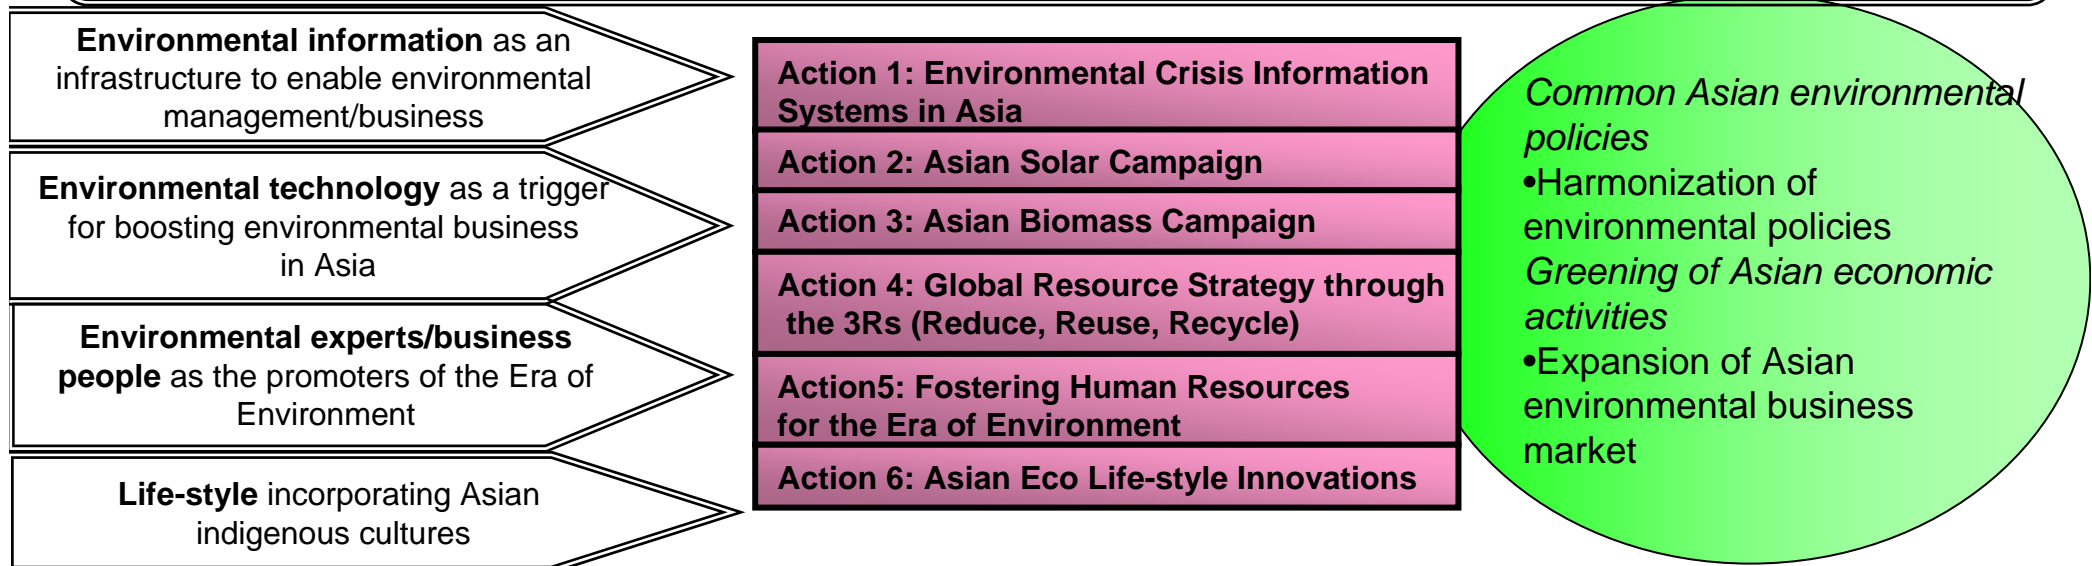 Environmental information as an
infrastructure to enable environmental
management/business
Environmental technology as a trigger
for boosting environmental business
in Asia
Environmental experts/business
people as the promoters of the Era of
Environment
Life-style incorporating Asian
indigenous cultures
Action 1: Environmental Crisis Information
Systems in Asia
Action 2: Asian Solar Campaign
Action 3: Asian Biomass Campaign
Action 4: Global Resource Strategy through
the 3Rs (Reduce, Reuse, Recycle)
Action5: Fostering Human Resources
for the Era of Environment
Action 6: Asian Eco Life-style Innovations
Common Asian environmental
policies
•Harmonization of
environmental policies
Greening of Asian economic
activities
•Expansion of Asian
environmental business
market